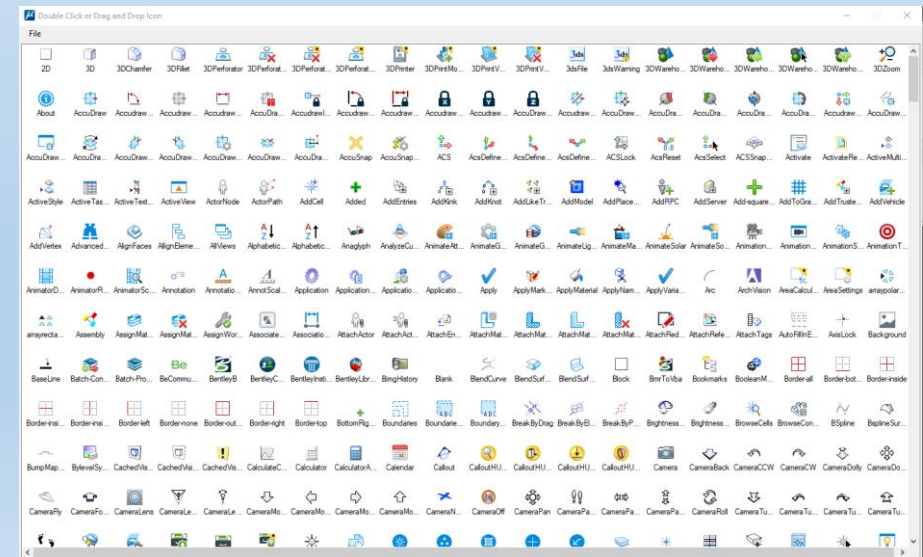 Double Click or Drag and Drop Icon
File
2D 3D 3DChamfer 3DFillet 3DPerforator 3DPerforat... 3DPerforat... 3DPerforat... 3DPrinter 3DPrintMo... 3DPrintV... 3DPrintV... 3dsFile 3dsWarning 3DWareho... 3DWareho... 3DWareho... 3DWareho... 3DZoom
About AccuDraw Accudraw... Accudraw... Accudraw... AccuDra... Accudrawl... Accudraw... Accudraw... Accudraw... Accudraw... Accudraw... AccuDraw... AccuDraw... AccuDra... AccuDra... AccuDra... AccuDra... AccuDraw...
AccuDraw... AccuDra... AccuDraw... AccuDraw... AccuDraw... AccuDra... AccuSnap AccuSnap... ACS AcsDefine... AcsDefine... AcsDefine... ACSLock AcsReset AcsSelect ACSSnap... Activate ActivateRe... ActiveMulti...
ActiveStyle ActiveTas... ActiveText... ActiveView ActorNode ActorPath AddCell Added AddEntries AddKink AddKnot AddLikeTr... AddModel AddPlace... AddRPC AddServer Add-square... AddToGra... AddTruste... AddVehicle
AddVertex Advanced... AlignFaces AlignEleme... AllViews Alphabetic... Alphabetic... Anaglyph AnalyzeCu... AnimateAtt... AnimateG... AnimateG... AnimateLig... AnimateMa... AnimateSolar AnimateSo... Animation... Animation... AnimationS... AnimationT...
AnimatorD... AnimatorR... AnimatorSc... Annotation Annotatio... AnnotScal... Application Application... Applicatio... Applicatio... Apply ApplyMark... ApplyMaterial ApplyNam... ApplyVaria... Arc ArchVision AreaCalcul... AreaSettings arraypolar...
arrayrecta... Assembly AssignMat... AssignMat... AssignWor... Associate... Associatio... AttachActor AttachAct... AttachEn... AttachMat... AttachMat... AttachMat... AttachMat... AttachRed... AttachRefe... AttachTags AutoFillInE... AxisLock Background
BaseLine Batch-Con... Batch-Pro... BeCommu... BentleyB BentleyC... BentleyInsti... BentleyLibr... BimgHistory Blank BlendCurve BlendSurf... BlendSurf... Block BmrToVba Bookmarks BooleanM... Border-all Border-bot... Border-inside
Border-insi... Border-insi... Border-left Border-none Border-out... Border-right Border-top BottomRig... Boundaries Boundarie... Boundary... BreakByDrag BreakByEl... BreakByP... Brightness... Brightness... BrowseCells BrowseCon... BSpline BsplineSur...
BumpMap... BylevelSy... CachedVis... CachedVisi... CachedVis... CalculateC... Calculator CalculatorA... Calendar Callout CalloutHU... CalloutHU... CalloutHU... CalloutHU... Camera CameraBack CameraCCW CameraCW CameraDolly CameraDo...
CameraFly CameraFo... CameraLens CameraLe... CameraLe... CameraMo... CameraMo... CameraMo... CameraMo... CameraN... CameraOff CameraPan CameraPa... CameraPa... CameraPa... CameraRoll CameraTu... CameraTu... CameraTu... CameraTu...